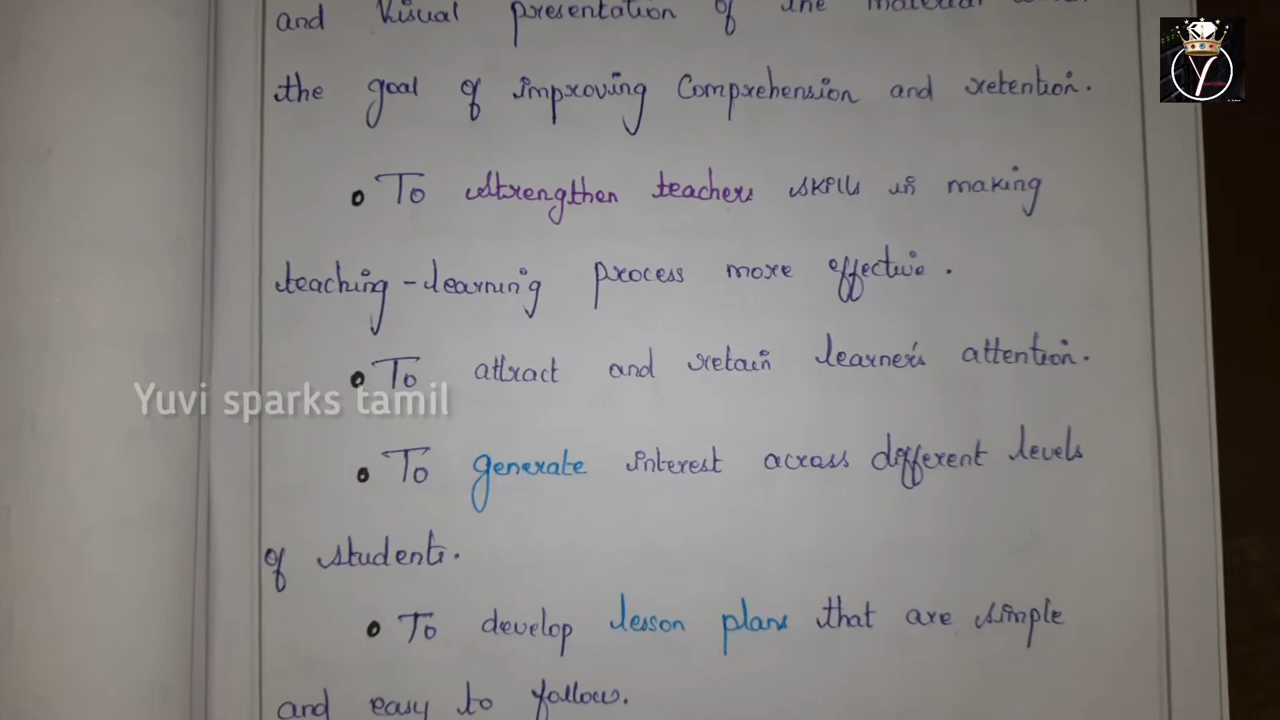 and Visual presentation of the material
the goal of improving Comprehension and retention.
• To strengthen teachers skills in making
teaching-learning process more effective.
• To attract and retain learner's attention.
Yuvi sparks tamil
• To generate interest across different levels
of students.
• To develop lesson plans that are simple
and easy to follow.
Y